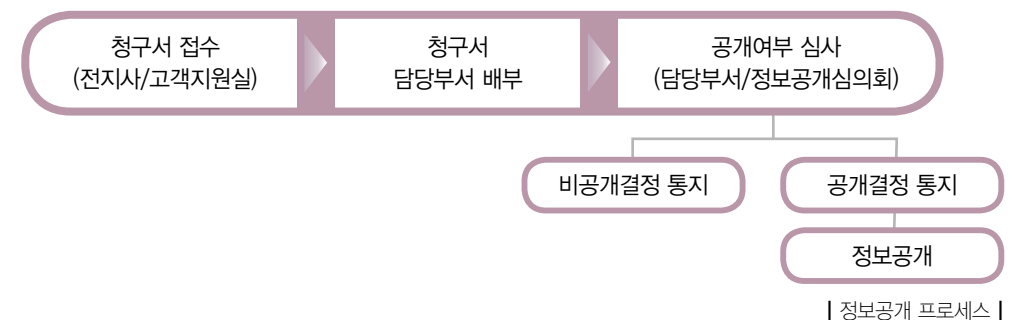 청구서 접수
(전지사/고객지원실)
청구서
담당부서 배부
공개여부 심사
(담당부서/정보공개심의회)
비공개결정 통지
공개결정 통지
정보공개
| 정보공개 프로세스 |